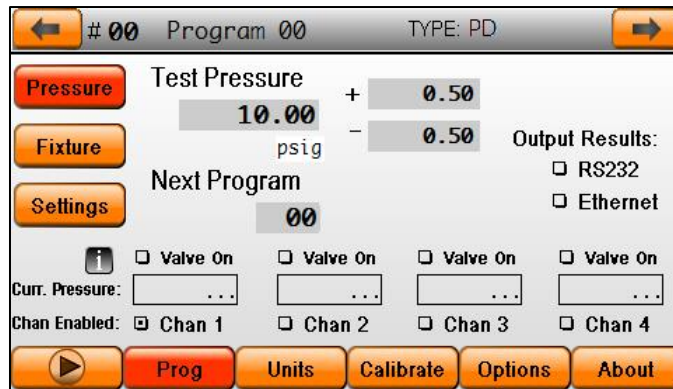 # 00 Program 00 TYPE: PD
Pressure
Test Pressure
10.00
+ 0.50
- 0.50
psig
Fixture
Output Results:
RS232
Ethernet
Next Program
00
Settings
i
Valve On Valve On Valve On Valve On
Curr. Pressure: ... ... ... ...
Chan Enabled: Chan 1 Chan 2 Chan 3 Chan 4
Prog Units Calibrate Options About